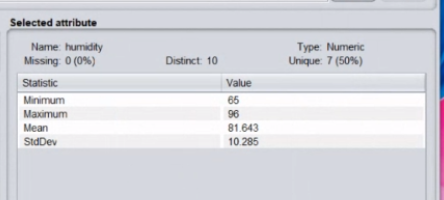 Selected attribute
Name: humidity Type: Numeric
Missing: 0 (0%) Distinct: 10 Unique: 7 (50%)
Statistic Value
Minimum 65
Maximum 96
Mean 81.643
StdDev 10.285